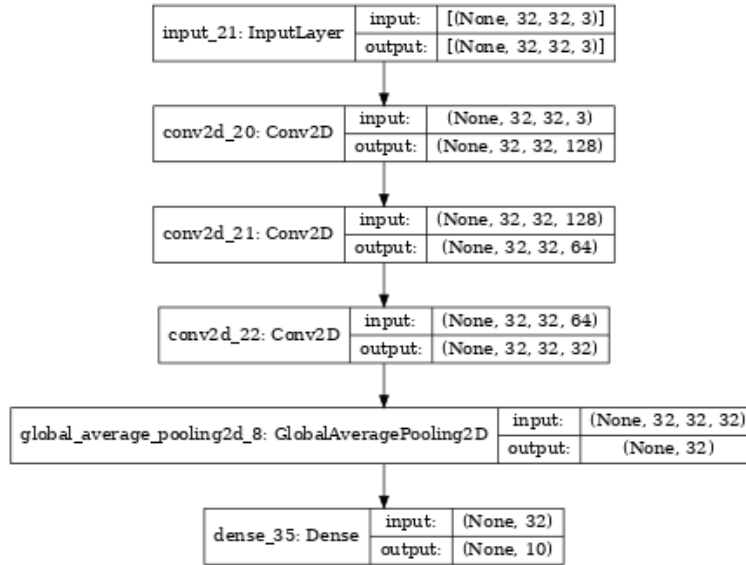 input_21: InputLayer input: [(None, 32, 32, 3)]
output: [(None, 32, 32, 3)]
conv2d_20: Conv2D input: (None, 32, 32, 3)
output: (None, 32, 32, 128)
conv2d_21: Conv2D input: (None, 32, 32, 128)
output: (None, 32, 32, 64)
conv2d_22: Conv2D input: (None, 32, 32, 64)
output: (None, 32, 32, 32)
global_average_pooling2d_8: GlobalAveragePooling2D input: (None, 32, 32, 32)
output: (None, 32)
dense_35: Dense input: (None, 32)
output: (None, 10)